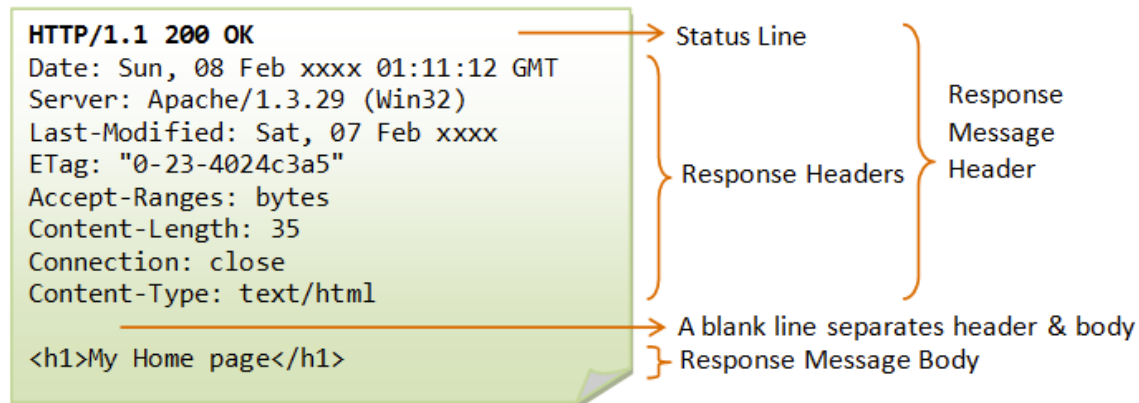 HTTP/1.1 200 OK
Date: Sun, 08 Feb xxxx 01:11:12 GMT
Server: Apache/1.3.29 (Win32)
Last-Modified: Sat, 07 Feb xxxx
ETag: "0-23-4024c3a5"
Accept-Ranges: bytes
Content-Length: 35
Connection: close
Content-Type: text/html
<h1>My Home page</h1>
Status Line
Response Headers
Response
Message
Header
A blank line separates header & body
Response Message Body